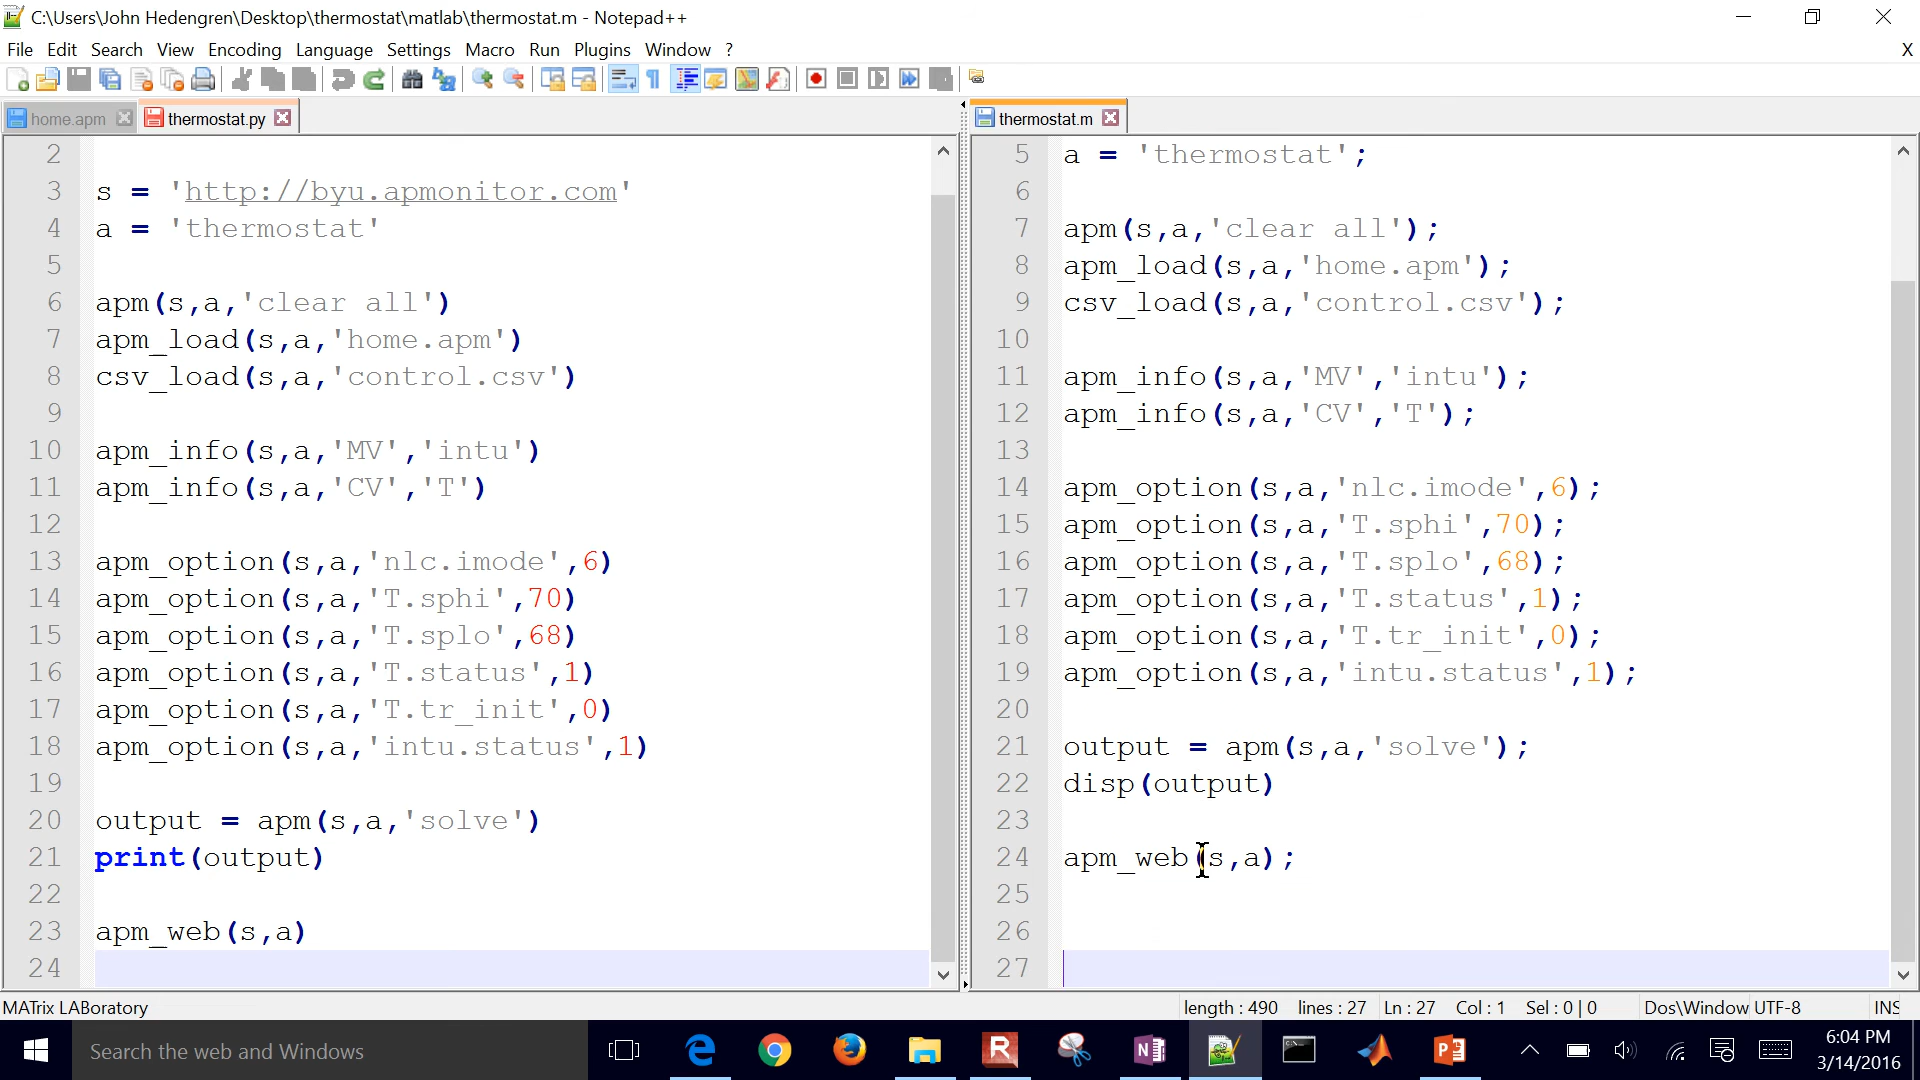 C:\Users\John Hedengren\Desktop\thermostat\matlab\thermostat.m - Notepad++
File Edit Search View Encoding Language Settings Macro Run Plugins Window ? X
home.apm thermostat.py
2
3 s = 'http://byu.apmonitor.com'
4 a = 'thermostat'
5
6 apm(s,a,'clear all')
7 apm_load(s,a,'home.apm')
8 csv_load(s,a,'control.csv')
9
10 apm_info(s,a,'MV','intu')
11 apm_info(s,a,'CV','T')
12
13 apm_option(s,a,'nlc.imode',6)
14 apm_option(s,a,'T.sphi',70)
15 apm_option(s,a,'T.splo',68)
16 apm_option(s,a,'T.status',1)
17 apm_option(s,a,'T.tr_init',0)
18 apm_option(s,a,'intu.status',1)
19
20 output = apm(s,a,'solve')
21 print(output)
22
23 apm_web(s,a)
24
thermostat.m
5 a = 'thermostat';
6
7 apm(s,a,'clear all');
8 apm_load(s,a,'home.apm');
9 csv_load(s,a,'control.csv');
10
11 apm_info(s,a,'MV','intu');
12 apm_info(s,a,'CV','T');
13
14 apm_option(s,a,'nlc.imode',6);
15 apm_option(s,a,'T.sphi',70);
16 apm_option(s,a,'T.splo',68);
17 apm_option(s,a,'T.status',1);
18 apm_option(s,a,'T.tr_init',0);
19 apm_option(s,a,'intu.status',1);
20
21 output = apm(s,a,'solve');
22 disp(output)
23
24 apm_web(s,a);
25
26
27
MATrix LABoratory length : 490 lines : 27 Ln : 27 Col : 1 Sel : 0 | 0 Dos\Window UTF-8 INS
Search the web and Windows
6:04 PM
3/14/2016